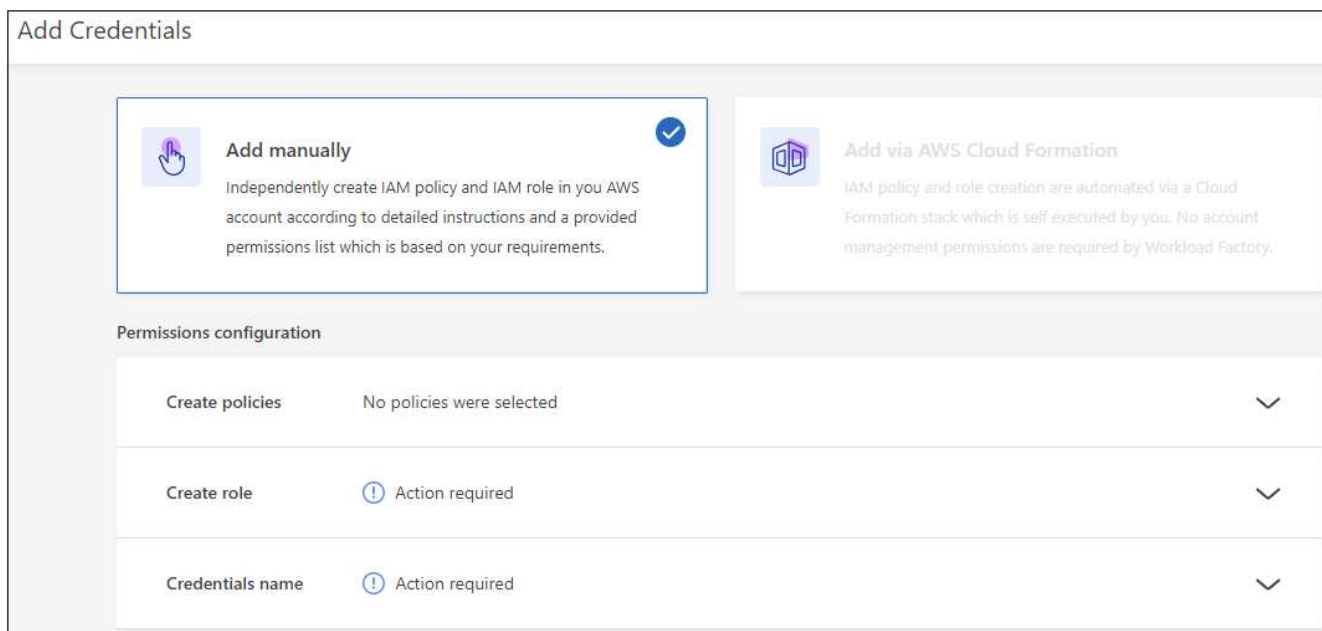 Add Credentials
Add manually
Independently create IAM policy and IAM role in you AWS
account according to detailed instructions and a provided
permissions list which is based on your requirements.
Add via AWS Cloud Formation
IAM policy and role creation are automated via a Cloud
Formation stack which is self executed by you. No account
management permissions are required by Workload Factory.
Permissions configuration
Create policies No policies were selected
Create role Action required
Credentials name Action required